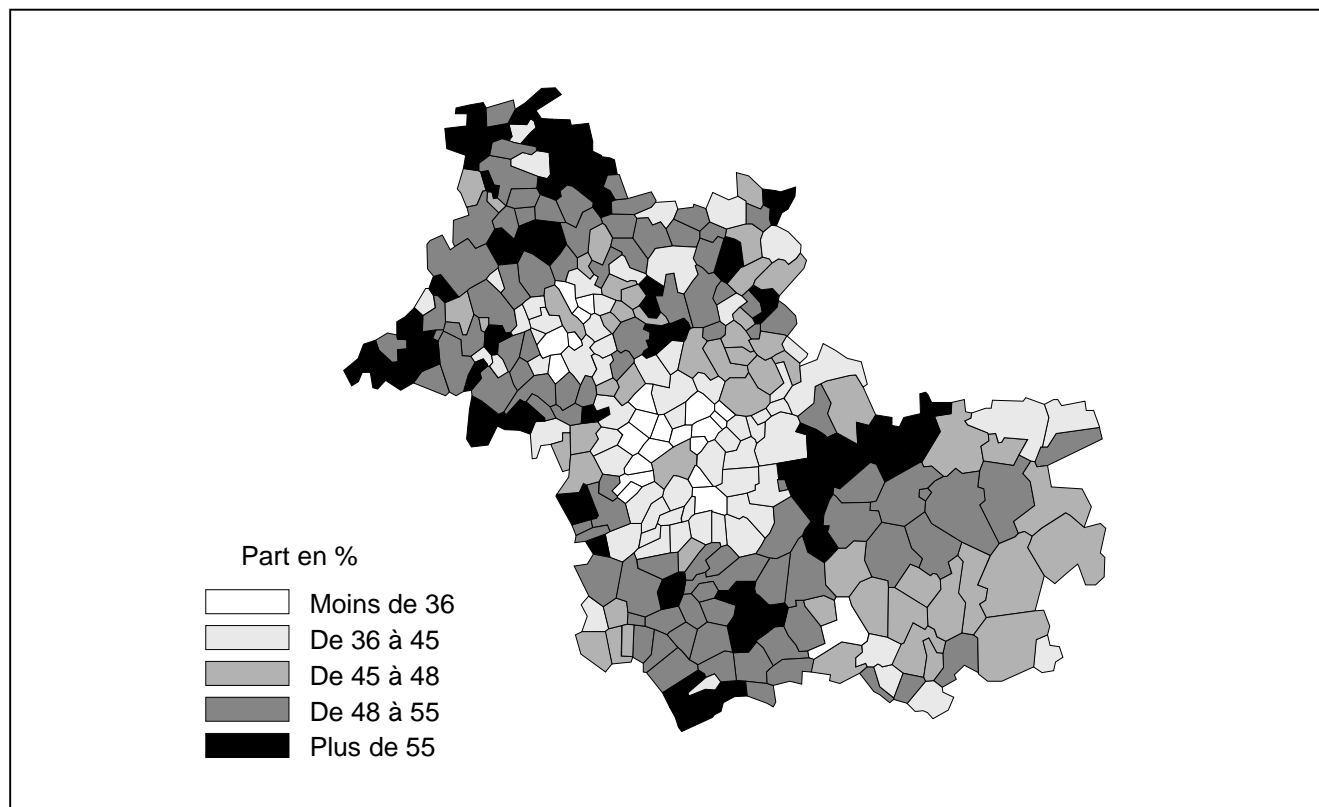 Part en %
Moins de 36
De 36 à 45
De 45 à 48
De 48 à 55
Plus de 55